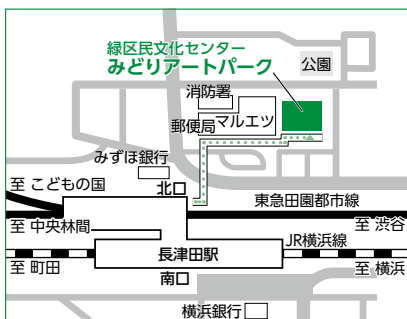 緑区民文化センター
みどりアートパーク
公園
消防署
郵便局
マルエツ
みずほ銀行
至 こどもの国
北口
東急田園都市線
至 渋谷
至 中央林間
JR横浜線
長津田駅
至 町田
至 横浜
南口
横浜銀行